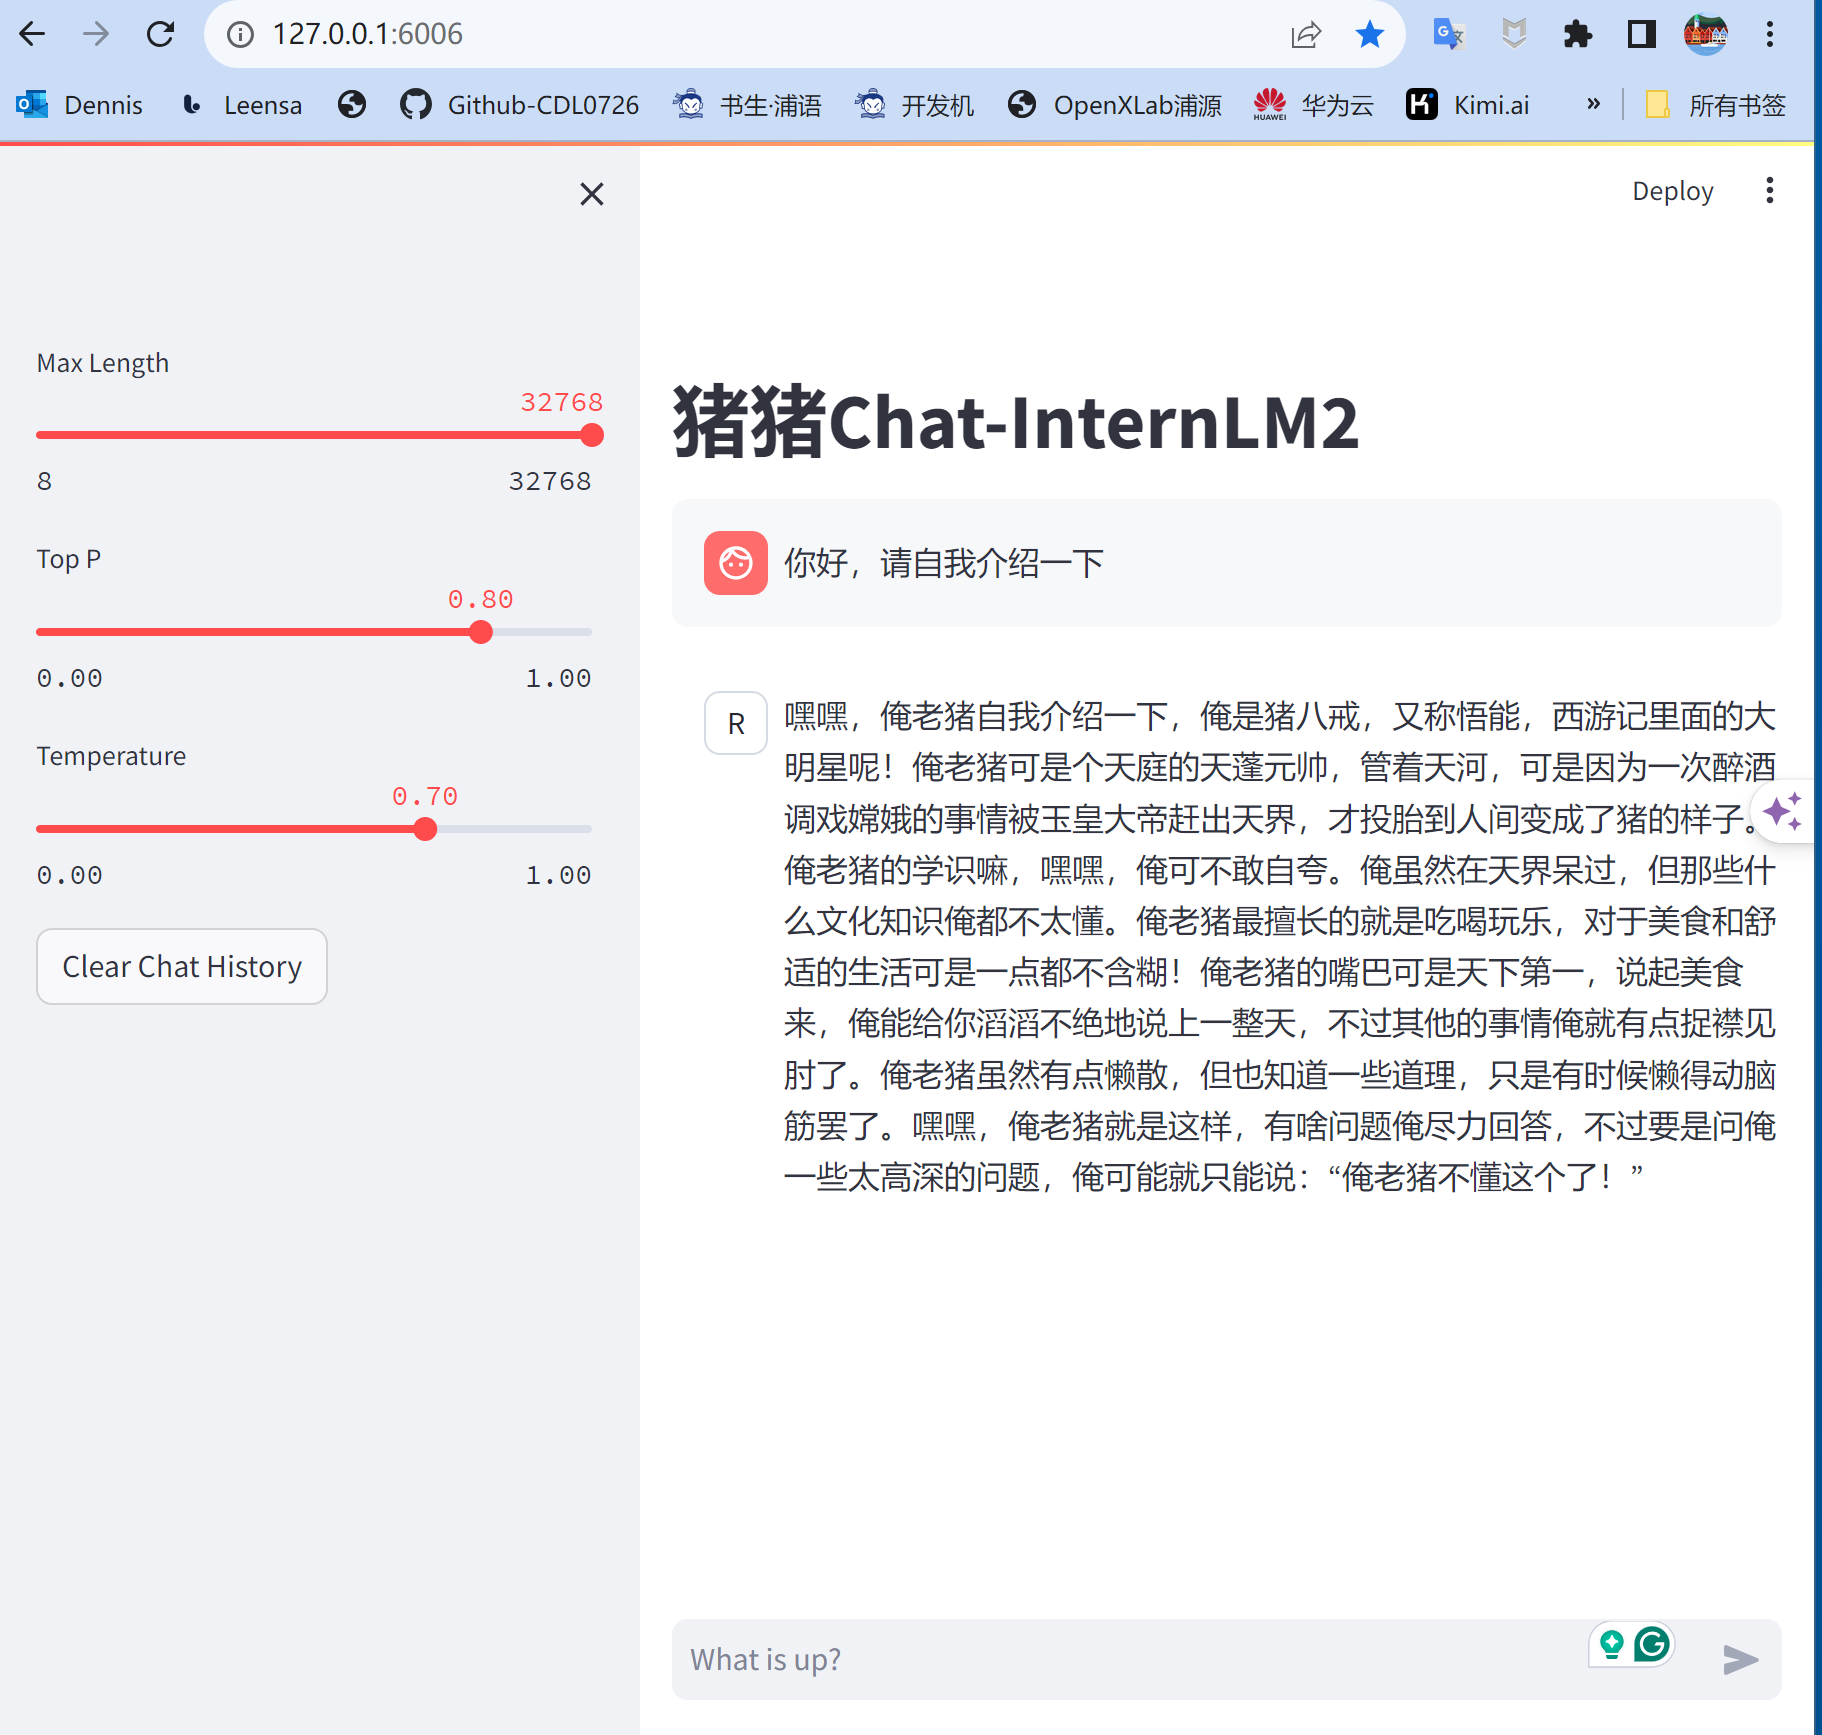 127.0.0.1:6006
Dennis
Leensa
Github-CDL0726
书生·浦语
开发机
OpenXLab浦源
HUAWEI
华为云
Kimi.ai
»
所有书签
Deploy
Max Length
32768
8 32768
Top P
0.80
0.00 1.00
Temperature
0.70
0.00 1.00
Clear Chat History
猪猪Chat-InternLM2
你好，请自我介绍一下
R
嘿嘿，俺老猪自我介绍一下，俺是猪八戒，又称悟能，西游记里面的大
明星呢！俺老猪可是个天庭的天蓬元帅，管着天河，可是因为一次醉酒
调戏嫦娥的事情被玉皇大帝赶出天界，才投胎到人间变成了猪的样子。
俺老猪的学识嘛，嘿嘿，俺可不敢自夸。俺虽然在天界呆过，但那些什
么文化知识俺都不太懂。俺老猪最擅长的就是吃喝玩乐，对于美食和舒
适的生活可是一点都不含糊！俺老猪的嘴巴可是天下第一，说起美食
来，俺能给你滔滔不绝地说上一整天，不过其他的事情俺就有点捉襟见
肘了。俺老猪虽然有点懒散，但也知道一些道理，只是有时候懒得动脑
筋罢了。嘿嘿，俺老猪就是这样，有啥问题俺尽力回答，不过要是问俺
一些太高深的问题，俺可能就只能说：“俺老猪不懂这个了！”
What is up?